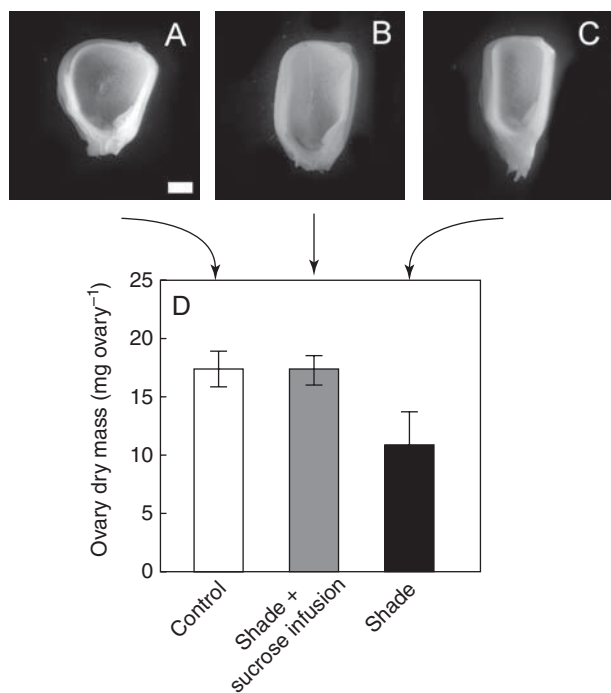 A
B
C
D
Ovary dry mass (mg ovary⁻¹)
25
20
15
10
5
0
Control
Shade +
sucrose infusion
Shade